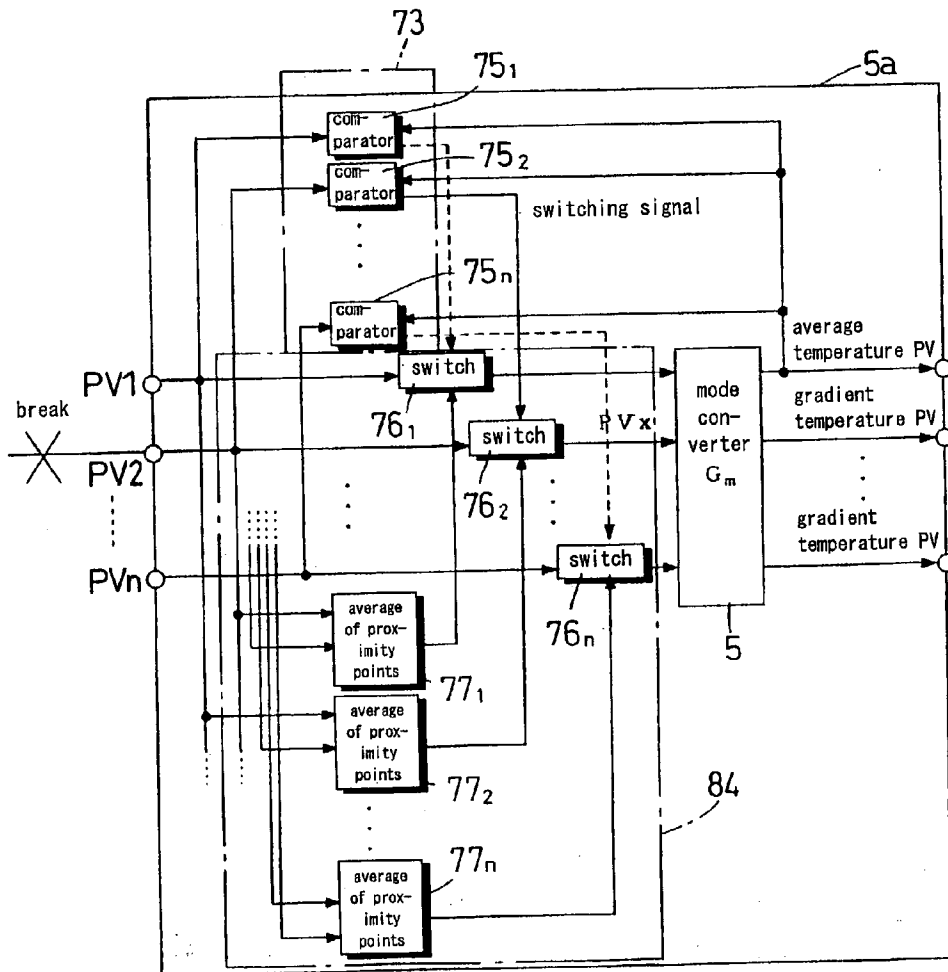 73
5a
75₁
com-
parator
75₂
com-
parator
switching signal
75n
com-
parator
average
temperature PV
switch
PV1
break
76₁
mode
con-
verter
Gm
gradient
temperature PV
switch
PVx
PV2
76₂
gradient
temperature PV
switch
PVn
76n
5
average
of prox-
imity
points
77₁
average
of prox-
imity
points
77₂
84
77n
average
of prox-
imity
points